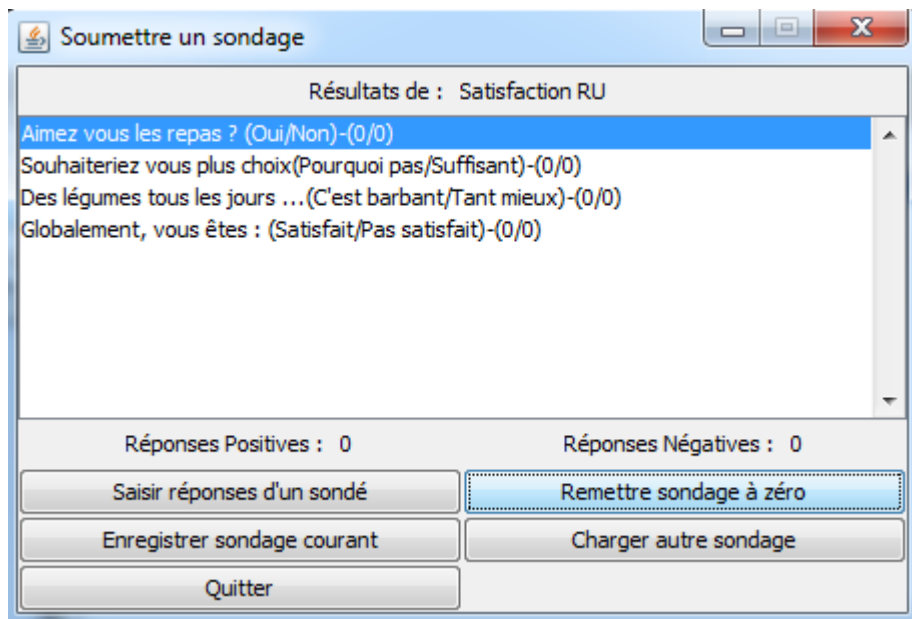 Soumettre un sondage
Résultats de : Satisfaction RU
Aimez vous les repas ? (Oui/Non)-(0/0)
Souhaiteriez vous plus choix(Pourquoi pas/Suffisant)-(0/0)
Des légumes tous les jours ...(C'est barbant/Tant mieux)-(0/0)
Globalement, vous êtes : (Satisfait/Pas satisfait)-(0/0)
Réponses Positives : 0 Réponses Négatives : 0
Saisir réponses d'un sondé Remettre sondage à zéro
Enregistrer sondage courant Charger autre sondage
Quitter